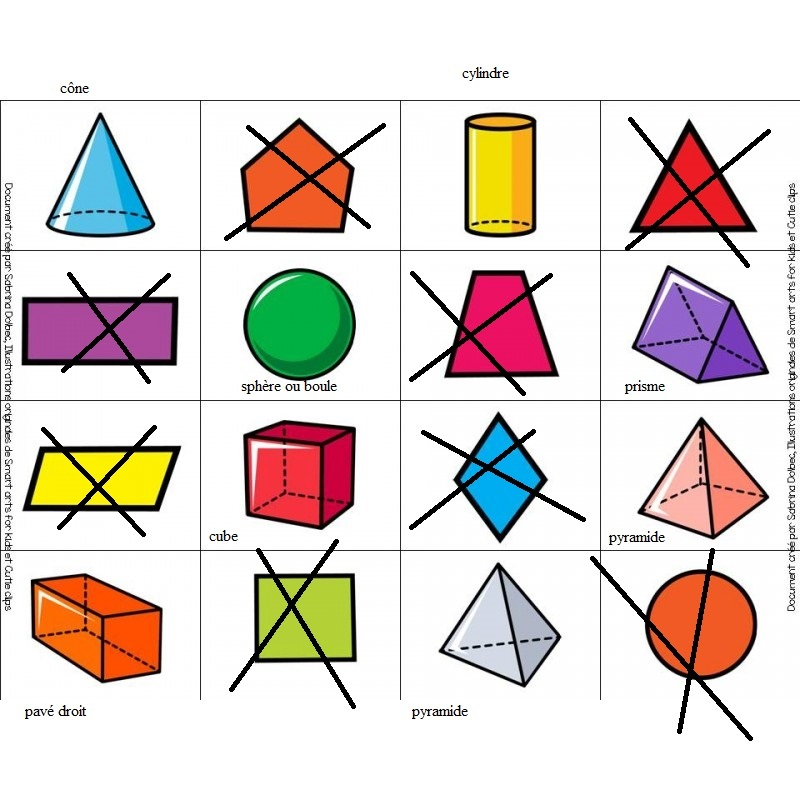 cylindre
cône
sphère ou boule
prisme
cube
pyramide
pavé droit
pyramide
Document créé par Sabrina Dolbec, Illustrations originales de Smart arts for kids et Cutie clips
Document créé par Sabrina Dolbec, Illustrations originales de Smart arts for kids et Cutie clips